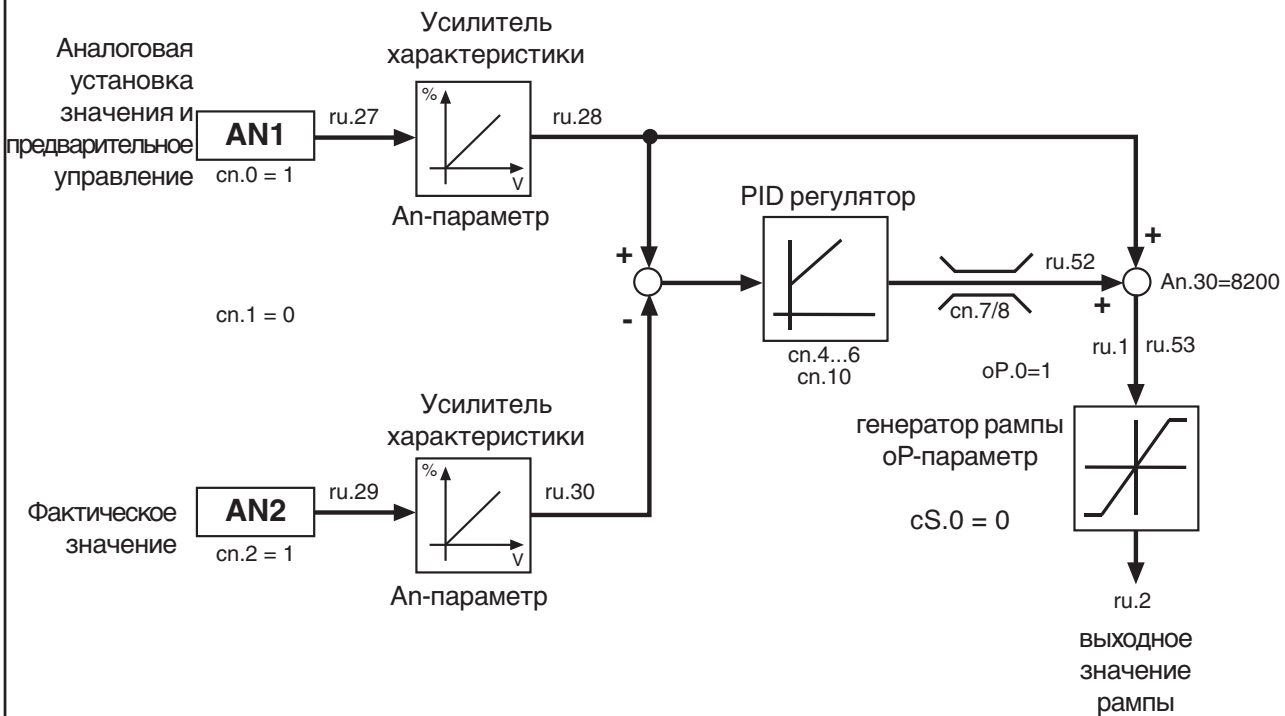 Аналоговая
установка
значения и
предварительное
управление
AN1
cn.0 = 1
ru.27
Усилитель
характеристики
%
V
An-параметр
ru.28
cn.1 = 0
+
-
PID регулятор
cn.4...6
cn.10
cn.7/8
ru.52
+
+
An.30=8200
ru.1
ru.53
oP.0=1
Фактическое
значение
AN2
cn.2 = 1
ru.29
Усилитель
характеристики
%
V
An-параметр
ru.30
генератор рампы
oP-параметр
cS.0 = 0
ru.2
выходное
значение
рампы